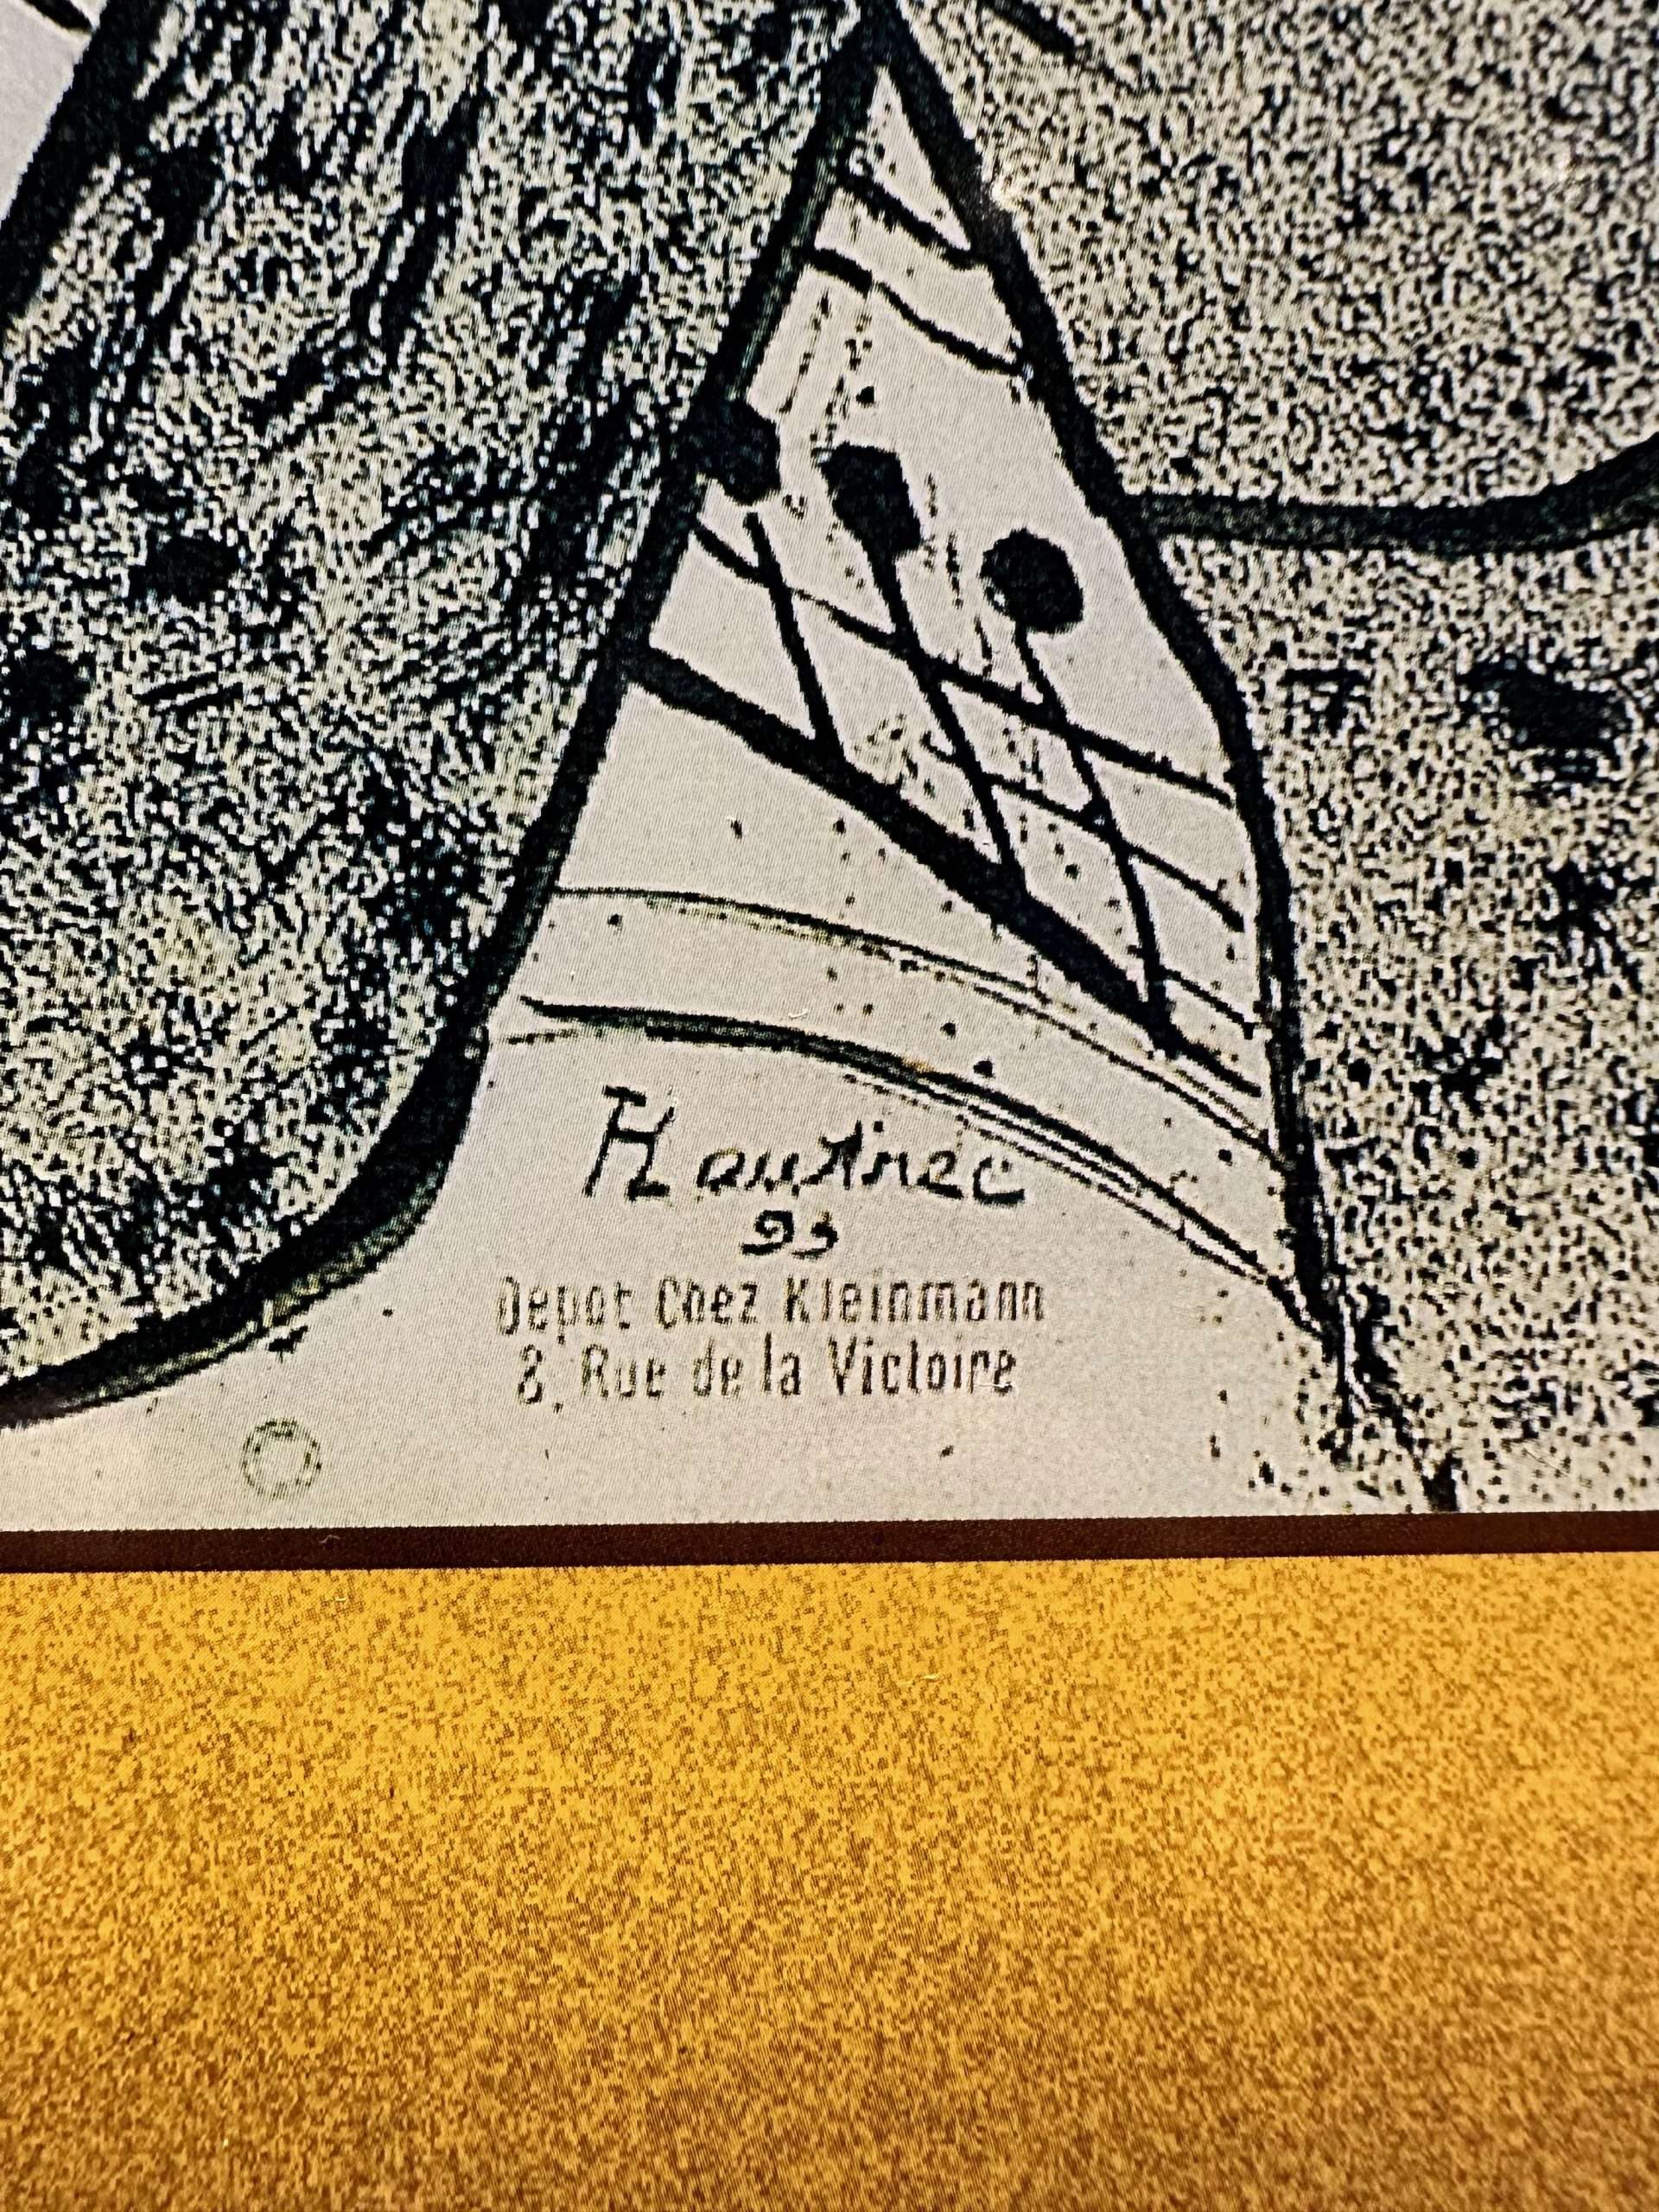 HLautrec
93
Depot Chez Kleinmann
8, Rue de la Victoire